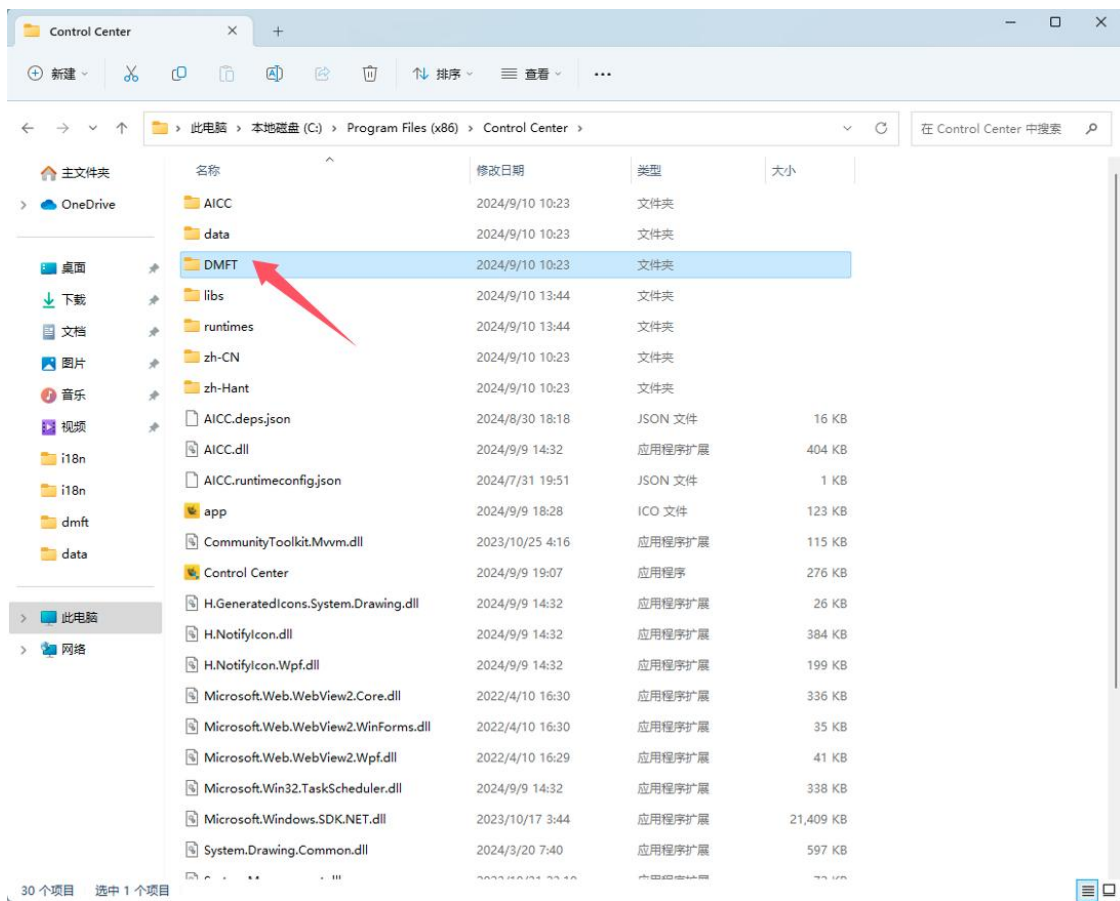 Control Center
新建
排序
查看
此电脑 > 本地磁盘 (C:) > Program Files (x86) > Control Center >
在 Control Center 中搜索
主文件夹
OneDrive
桌面
下载
文档
图片
音乐
视频
i18n
i18n
dmft
data
此电脑
网络
名称 修改日期 类型 大小
AICC 2024/9/10 10:23 文件夹
data 2024/9/10 10:23 文件夹
DMFT 2024/9/10 10:23 文件夹
libs 2024/9/10 13:44 文件夹
runtimes 2024/9/10 13:44 文件夹
zh-CN 2024/9/10 10:23 文件夹
zh-Hant 2024/9/10 10:23 文件夹
AICC.deps.json 2024/8/30 18:18 JSON 文件 16 KB
AICC.dll 2024/9/9 14:32 应用程序扩展 404 KB
AICC.runtimeconfig.json 2024/7/31 19:51 JSON 文件 1 KB
app 2024/9/9 18:28 ICO 文件 123 KB
CommunityToolkit.Mvvm.dll 2023/10/25 4:16 应用程序扩展 115 KB
Control Center 2024/9/9 19:07 应用程序 276 KB
H.GeneratedIcons.System.Drawing.dll 2024/9/9 14:32 应用程序扩展 26 KB
H.NotifyIcon.dll 2024/9/9 14:32 应用程序扩展 384 KB
H.NotifyIcon.Wpf.dll 2024/9/9 14:32 应用程序扩展 199 KB
Microsoft.Web.WebView2.Core.dll 2022/4/10 16:30 应用程序扩展 336 KB
Microsoft.Web.WebView2.WinForms.dll 2022/4/10 16:30 应用程序扩展 35 KB
Microsoft.Web.WebView2.Wpf.dll 2022/4/10 16:29 应用程序扩展 41 KB
Microsoft.Win32.TaskScheduler.dll 2024/9/9 14:32 应用程序扩展 338 KB
Microsoft.Windows.SDK.NET.dll 2023/10/17 3:44 应用程序扩展 21,409 KB
System.Drawing.Common.dll 2024/3/20 7:40 应用程序扩展 597 KB
30 个项目 选中 1 个项目